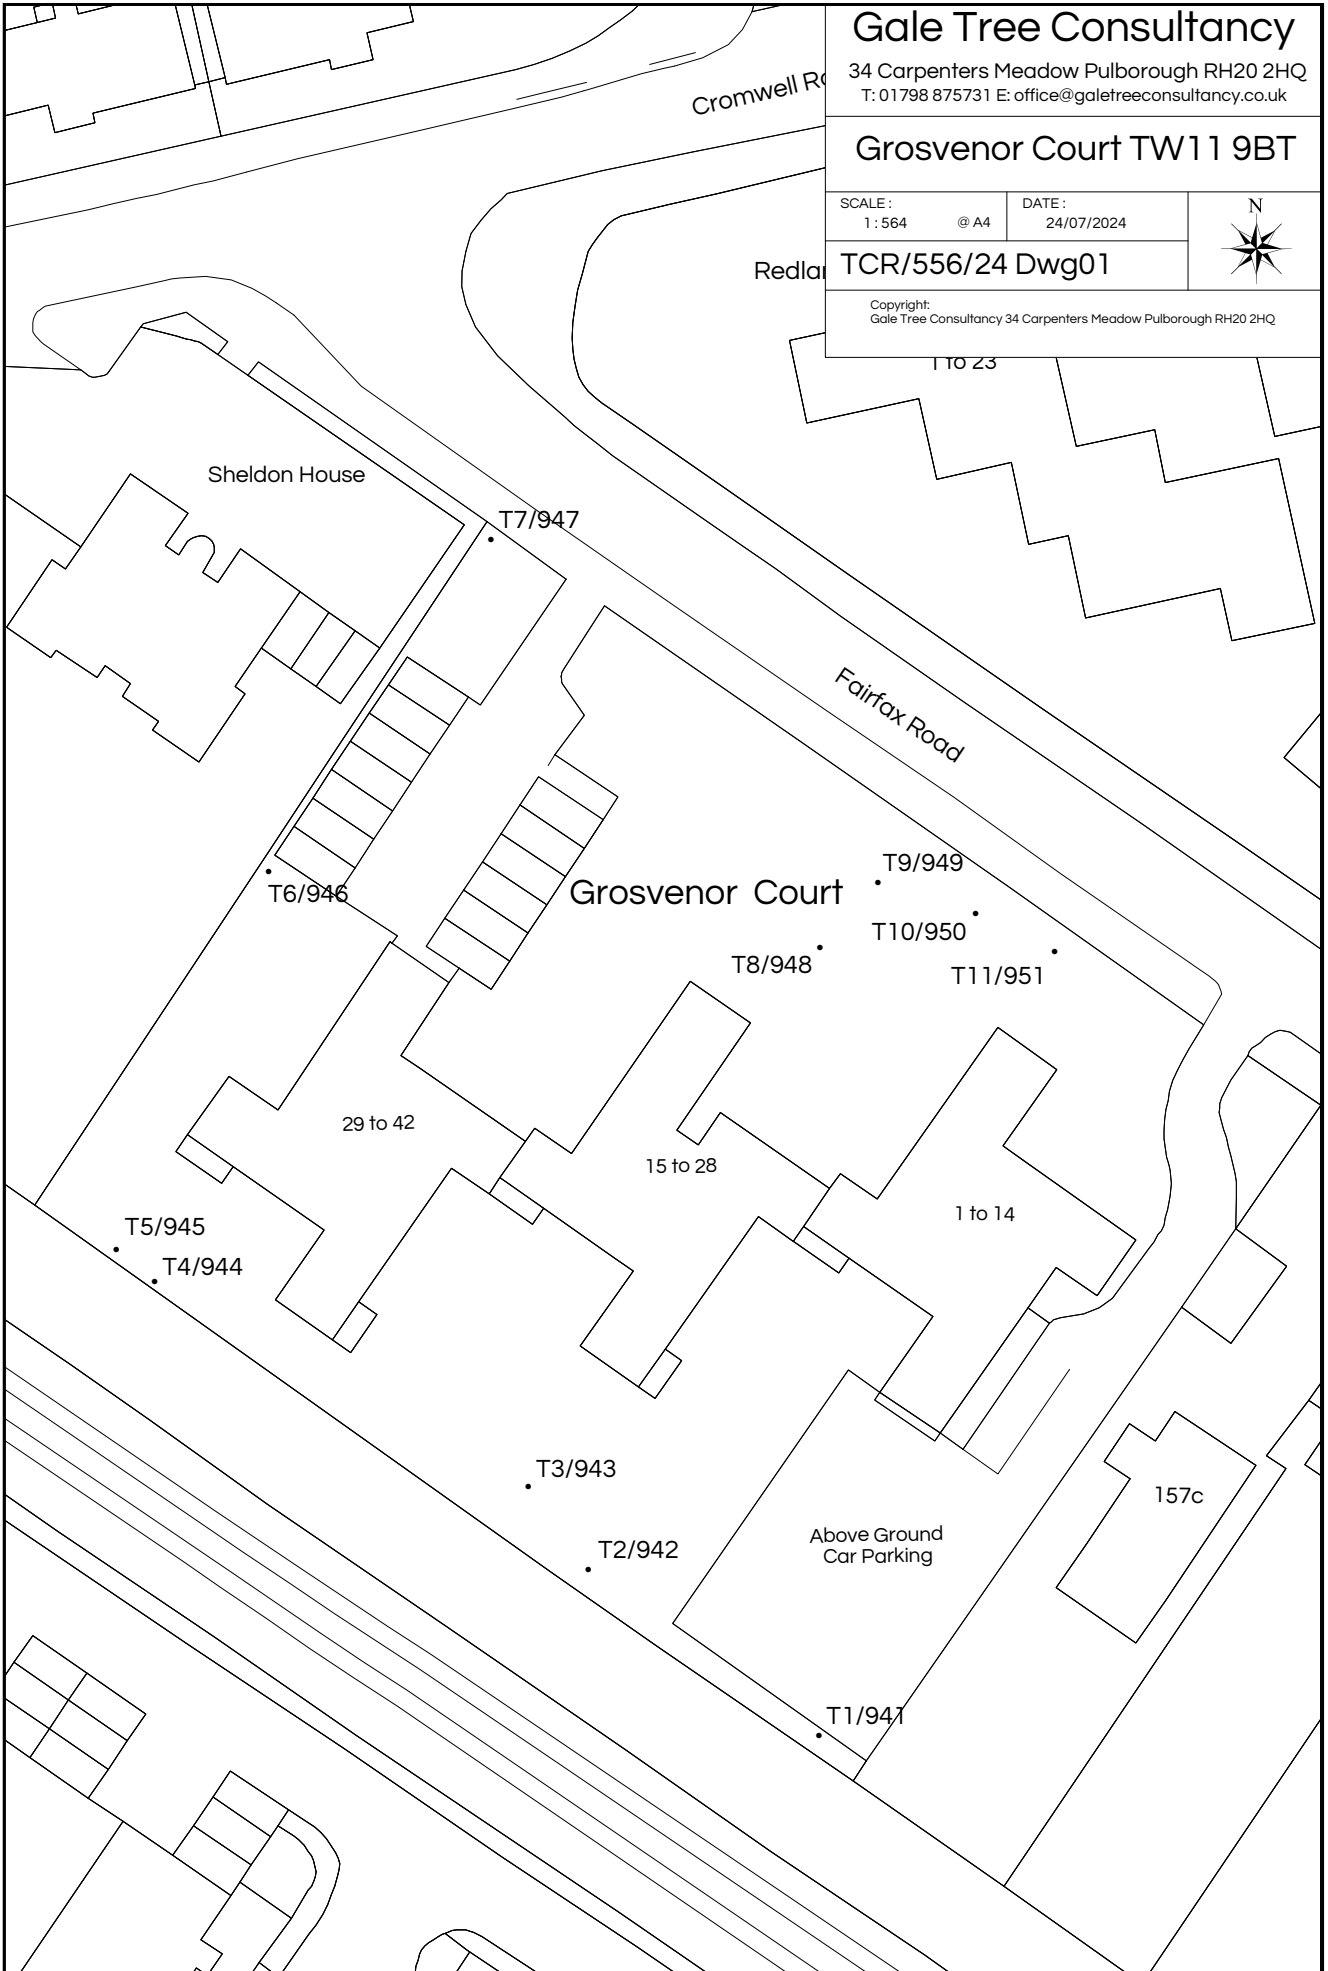 Gale Tree Consultancy
34 Carpenters Meadow Pulborough RH20 2HQ
T: 01798 875731 E: office@galetreeconsultancy.co.uk
Grosvenor Court TW11 9BT
SCALE :
1 : 564 @ A4
DATE :
24/07/2024
N
TCR/556/24 Dwg01
Copyright:
Gale Tree Consultancy 34 Carpenters Meadow Pulborough RH20 2HQ
Cromwell
1 to 23
Sheldon House
T7/947
Fairfax Road
T9/949
T6/946
Grosvenor Court
T10/950
T8/948
T11/951
29 to 42
15 to 28
1 to 14
T5/945
T4/944
T3/943
157c
Above Ground
Car Parking
T2/942
T1/941